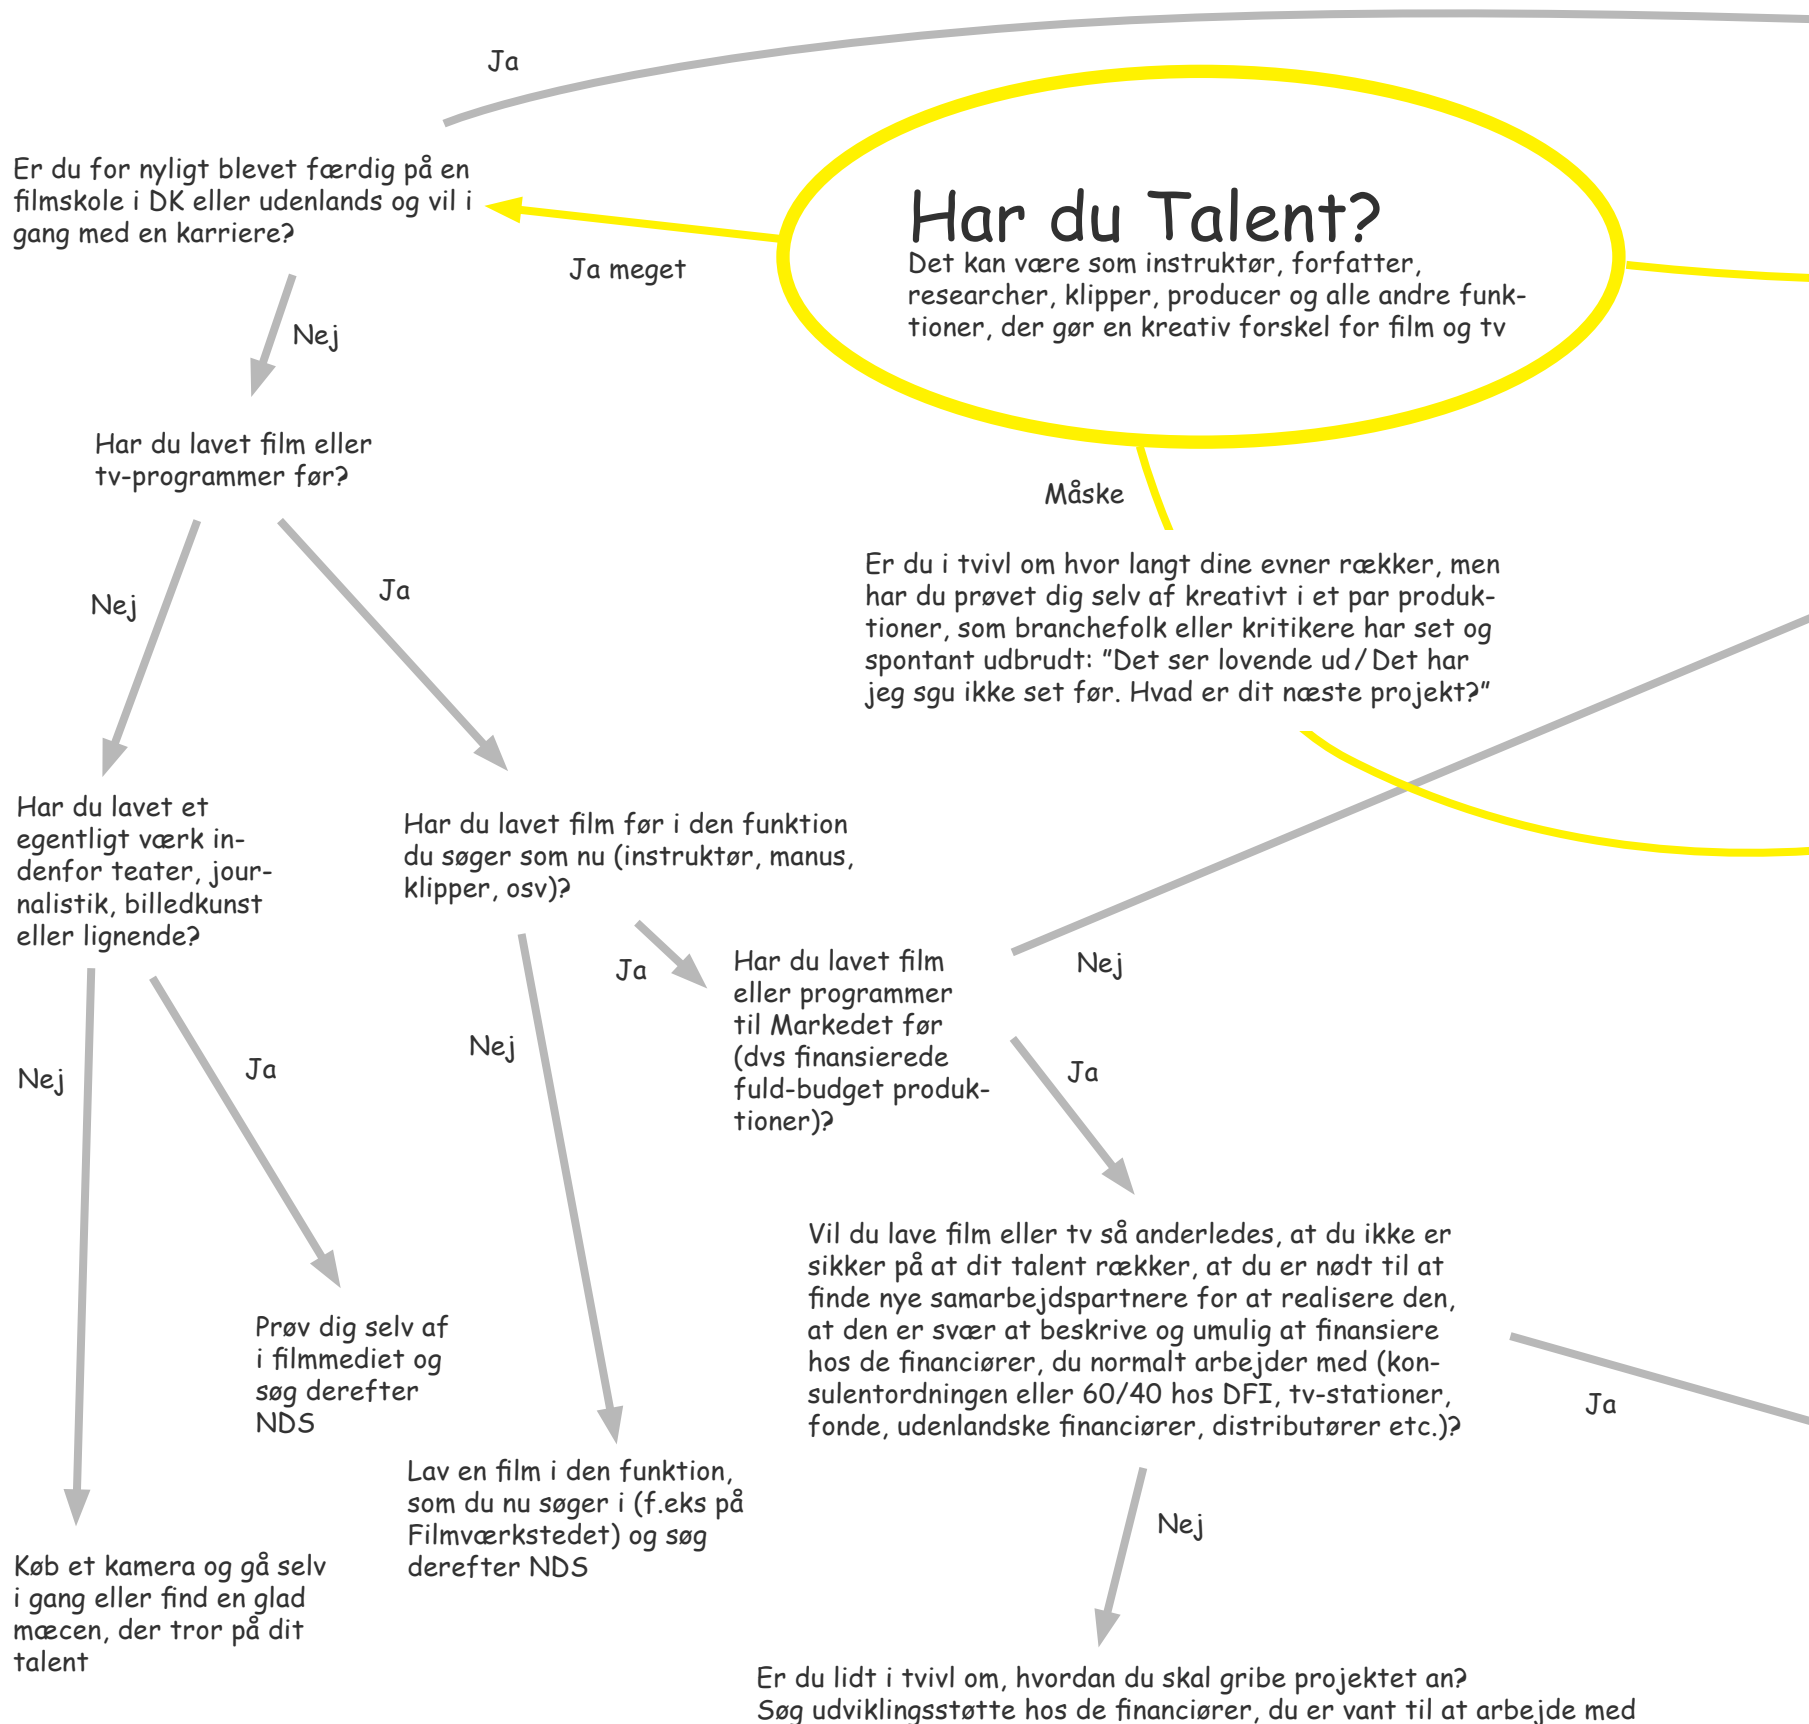 Ja
Er du for nyligt blevet færdig på en
filmskole i DK eller udenlands og vil i
gang med en karriere?
Ja meget
Har du Talent?
Det kan være som instruktør, forfatter,
researcher, klipper, producer og alle andre funk-
tioner, der gør en kreativ forskel for film og tv
Nej
Har du lavet film eller
tv-programmer før?
Måske
Er du i tvivl om hvor langt dine evner rækker, men
har du prøvet dig selv af kreativt i et par produk-
tioner, som branchefolk eller kritikere har set og
spontant udbrudt: "Det ser lovende ud/Det har
jeg sgu ikke set før. Hvad er dit næste projekt?"
Nej
Ja
Har du lavet et
egentligt værk in-
denfor teater, jour-
nalistik, billedkunst
eller lignende?
Har du lavet film før i den funktion
du søger som nu (instruktør, manus,
klipper, osv)?
Ja
Har du lavet film
eller programmer
til Markedet før
(dvs finansierede
fuld-budget produk-
tioner)?
Nej
Nej
Ja
Nej
Ja
Vil du lave film eller tv så anderledes, at du ikke er
sikker på at dit talent rækker, at du er nødt til at
finde nye samarbejdspartnere for at realisere den,
at den er svær at beskrive og umulig at finansiere
hos de financiører, du normalt arbejder med (kon-
sulentordningen eller 60/40 hos DFI, tv-stationer,
fonde, udenlandske financiører, distributører etc.)?
Ja
Prøv dig selv af
i filmmediet og
søg derefter
NDS
Lav en film i den funktion,
som du nu søger i (f.eks på
Filmværkstedet) og søg
derefter NDS
Nej
Køb et kamera og gå selv
i gang eller find en glad
mæcen, der tror på dit
talent
Er du lidt i tvivl om, hvordan du skal gribe projektet an?
Søg udviklingsstøtte hos de financiører, du er vant til at arbejde med